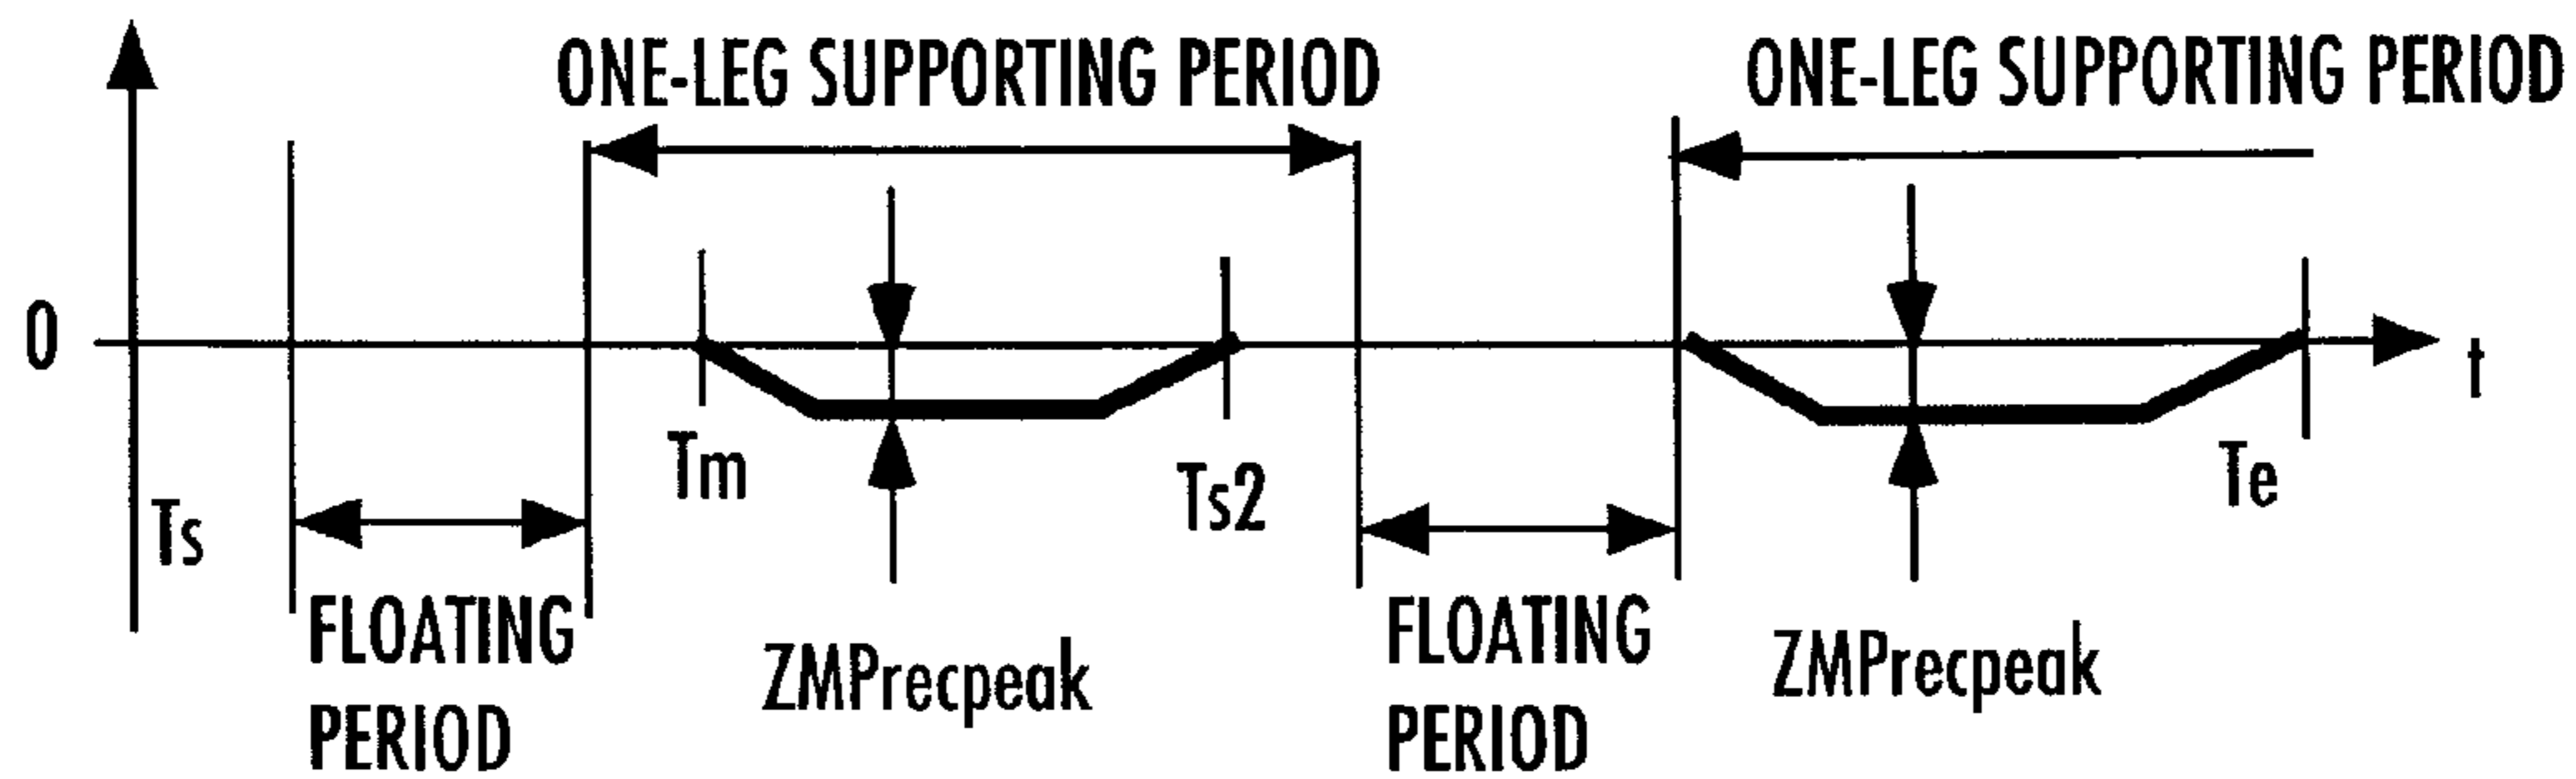 ONE-LEG SUPPORTING PERIOD
ONE-LEG SUPPORTING PERIOD
0
t
Tm
Ts2
Te
Ts
FLOATING
PERIOD
ZMPrecpeak
FLOATING
PERIOD
ZMPrecpeak